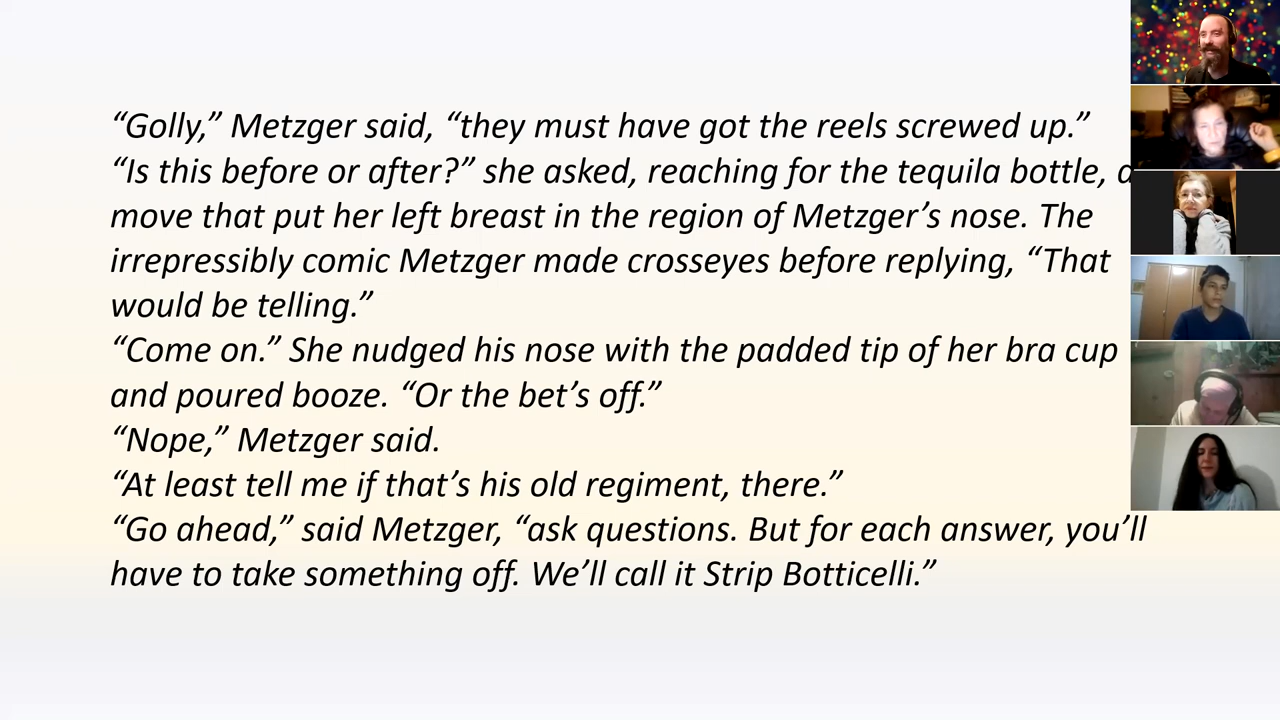 “Golly,” Metzger said, “they must have got the reels screwed up.”
“Is this before or after?” she asked, reaching for the tequila bottle, a
move that put her left breast in the region of Metzger’s nose. The
irrepressibly comic Metzger made crosseyes before replying, “That
would be telling.”
“Come on.” She nudged his nose with the padded tip of her bra cup
and poured booze. “Or the bet’s off.”
“Nope,” Metzger said.
“At least tell me if that’s his old regiment, there.”
“Go ahead,” said Metzger, “ask questions. But for each answer, you’ll
have to take something off. We’ll call it Strip Botticelli.”